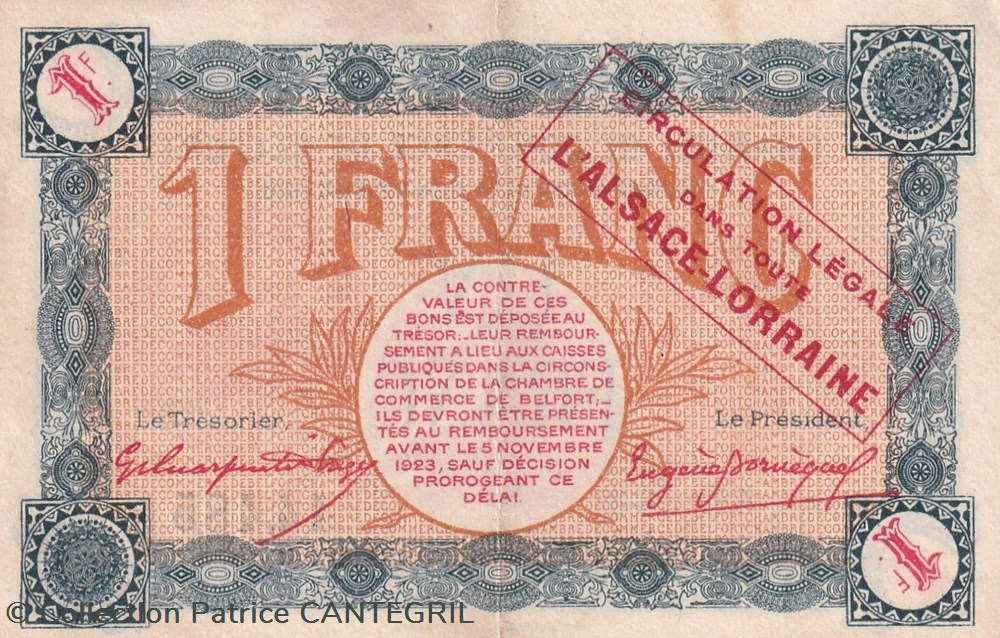 1 F
1 FRANC
CIRCULATION LÉGALE
DANS TOUTE
L'ALSACE-LORRAINE
LA CONTRE-
VALEUR DE CES
BONS EST DÉPOSÉE AU
TRÉSOR:_LEUR REMBOUR-
SEMENT A LIEU AUX CAISSES
PUBLIQUES DANS LA CIRCONS-
CRIPTION DE LA CHAMBRE DE
COMMERCE DE BELFORT;_
ILS DEVRONT ÊTRE PRÉSEN-
TÉS AU REMBOURSEMENT
AVANT LE 5 NOVEMBRE
1923, SAUF DÉCISION
PROROGEANT CE
DÉLAI.
Le Tresorier,
Le Président,
1 F
© Collection Patrice CANTEGRIL